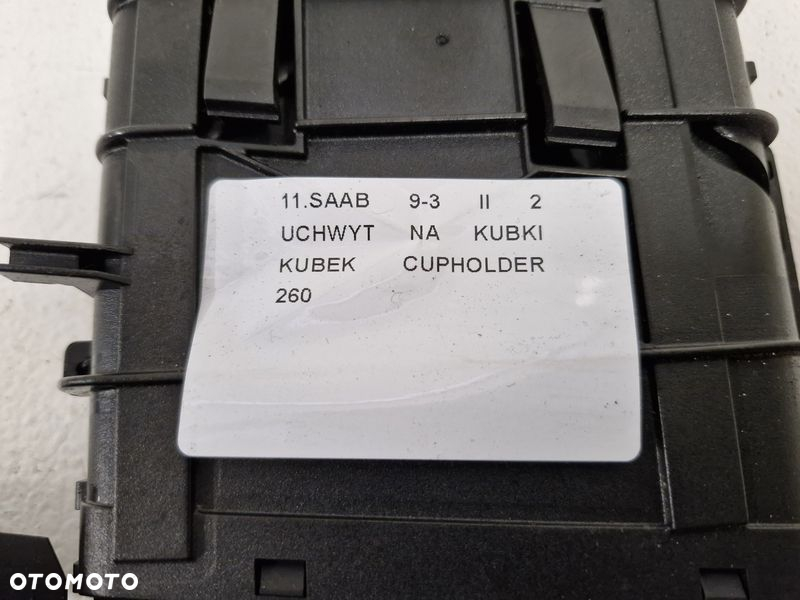 11.SAAB 9-3 II 2
UCHWYT NA KUBKI
KUBEK CUPHOLDER
260
OTOMOTO